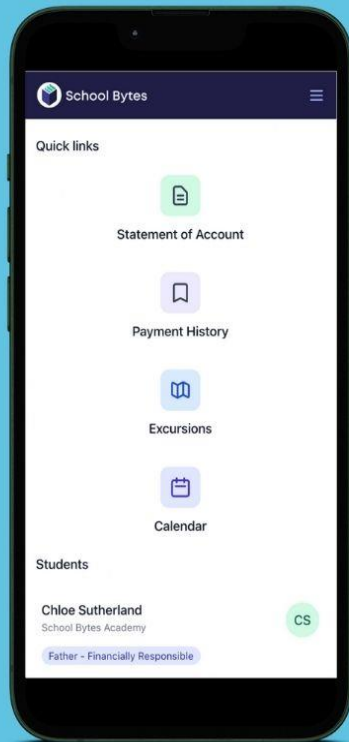 School Bytes
Quick links
Statement of Account
Payment History
Excursions
Calendar
Students
Chloe Sutherland
School Bytes Academy
CS
Father - Financially Responsible